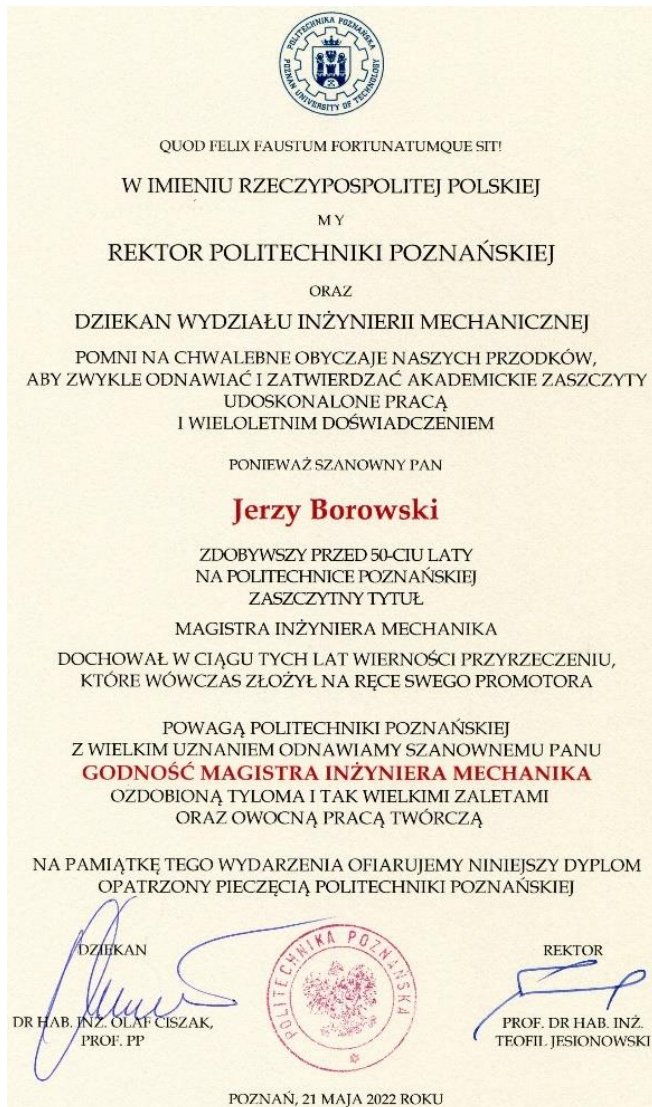 POLITECHNIKA POZNAŃSKA
POZNAN UNIVERSITY OF TECHNOLOGY
QUOD FELIX FAUSTUM FORTUNATUMQUE SIT!
W IMIENIU RZECZYPOSPOLITEJ POLSKIEJ
MY
REKTOR POLITECHNIKI POZNAŃSKIEJ
ORAZ
DZIEKAN WYDZIAŁU INŻYNIERII MECHANICZNEJ
POMNI NA CHWALEBNE OBYCZAJE NASZYCH PRZODKÓW,
ABY ZWYKLE ODNAWIAĆ I ZATWIERDZAĆ AKADEMICKIE ZASZCZYTY
UDOSKONALONE PRACĄ
I WIELOLETNIM DOŚWIADCZENIEM
PONIEWAŻ SZANOWNY PAN
Jerzy Borowski
ZDOBYWSZY PRZED 50-CIU LATY
NA POLITECHNICE POZNAŃSKIEJ
ZASZCZYTNY TYTUŁ
MAGISTRA INŻYNIERA MECHANIKA
DOCHOWAŁ W CIĄGU TYCH LAT WIERNOŚCI PRZYRZECZENIU,
KTÓRE WÓWCZAS ZŁOŻYŁ NA RĘCE SWEGO PROMOTORA
POWAGĄ POLITECHNIKI POZNAŃSKIEJ
Z WIELKIM UZNANIEM ODNAWIAMY SZANOWNEMU PANU
GODNOŚĆ MAGISTRA INŻYNIERA MECHANIKA
OZDOBIONĄ TYLOMA I TAK WIELKIMI ZALETAMI
ORAZ OWOCNĄ PRACĄ TWÓRCZĄ
NA PAMIĄTKĘ TEGO WYDARZENIA OFIARUJEMY NINIEJSZY DYPLOM
OPATRZONY PIECZĘCIĄ POLITECHNIKI POZNAŃSKIEJ
DZIEKAN
DR HAB. INŻ. OLAF CISZAK,
PROF. PP
POLITECHNIKA POZNAŃSKA
REKTOR
PROF. DR HAB. INŻ.
TEOFIL JESIONOWSKI
POZNAŃ, 21 MAJA 2022 ROKU